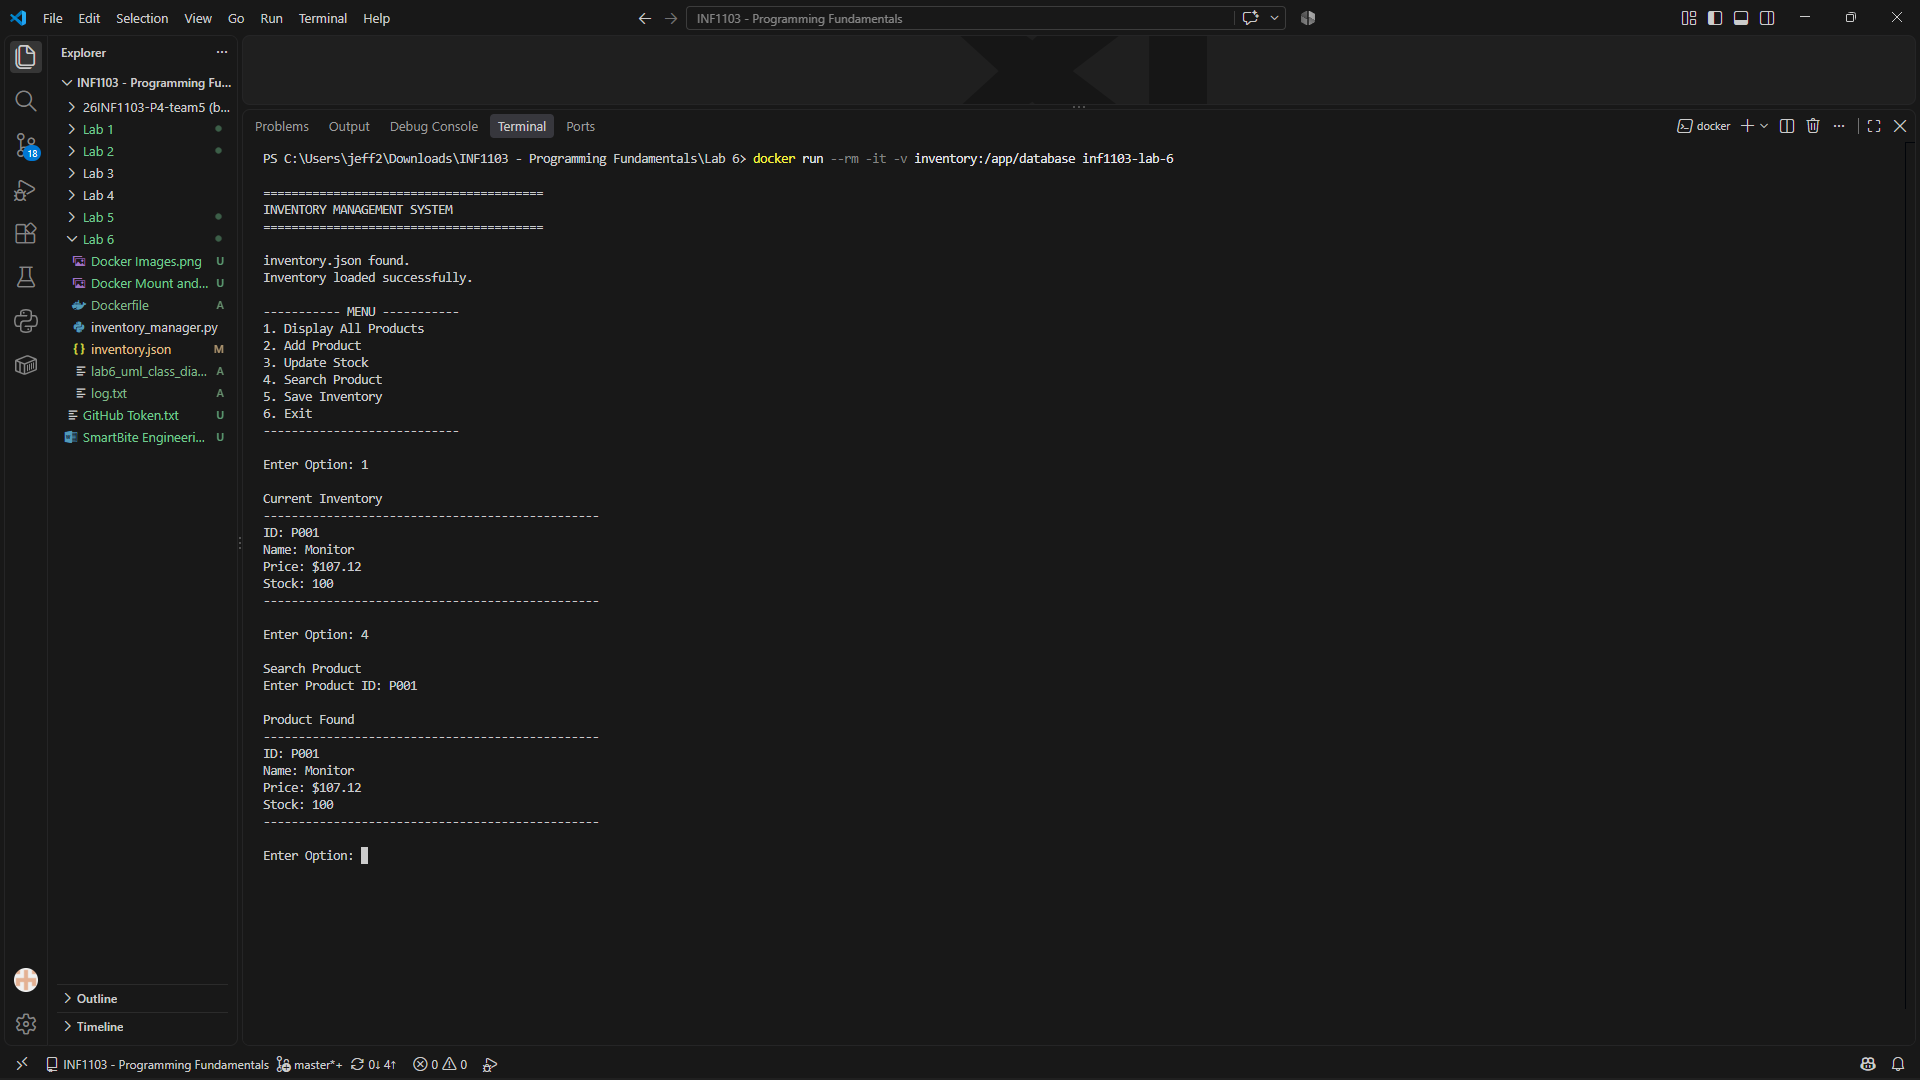 File Edit Selection View Go Run Terminal Help
INF1103 - Programming Fundamentals
Explorer
INF1103 - Programming Fu...
26INF1103-P4-team5 (b...
Lab 1
Lab 2
18
Lab 3
Lab 4
Lab 5
Lab 6
Docker Images.png U
Docker Mount and... U
Dockerfile A
inventory_manager.py
{} inventory.json M
lab6_uml_class_dia... A
log.txt A
GitHub Token.txt U
SmartBite Engineeri... U
Outline
Timeline
Problems Output Debug Console Terminal Ports
docker
PS C:\Users\jeff2\Downloads\INF1103 - Programming Fundamentals\Lab 6> docker run --rm -it -v inventory:/app/database inf1103-lab-6
========================================
INVENTORY MANAGEMENT SYSTEM
========================================
inventory.json found.
Inventory loaded successfully.
----------- MENU -----------
1. Display All Products
2. Add Product
3. Update Stock
4. Search Product
5. Save Inventory
6. Exit
----------------------------
Enter Option: 1
Current Inventory
------------------------------------------------
ID: P001
Name: Monitor
Price: $107.12
Stock: 100
------------------------------------------------
Enter Option: 4
Search Product
Enter Product ID: P001
Product Found
------------------------------------------------
ID: P001
Name: Monitor
Price: $107.12
Stock: 100
------------------------------------------------
Enter Option:
INF1103 - Programming Fundamentals master*+ 0↓ 4↑ 0 0